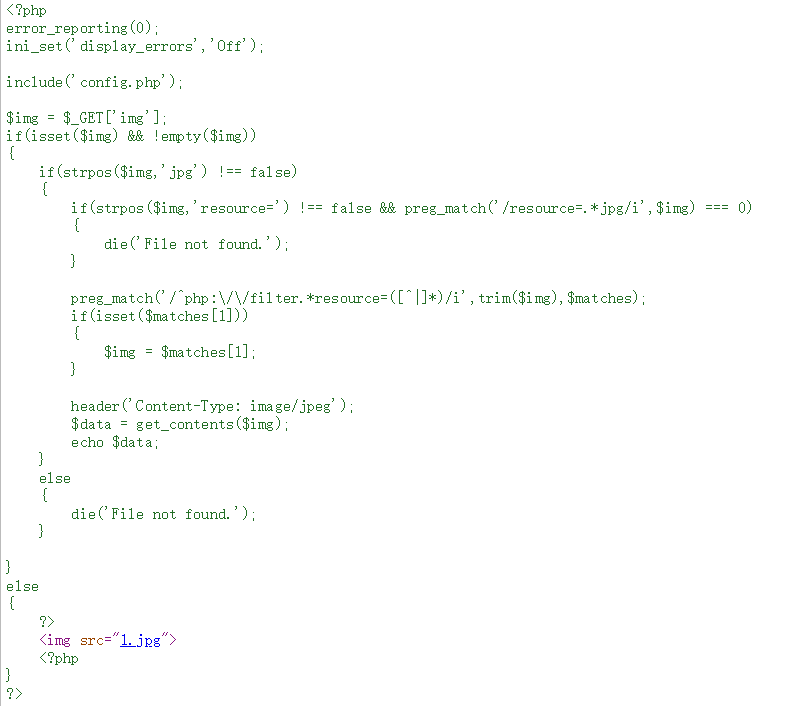 <?php
error_reporting(0);
ini_set('display_errors','Off');
include('config.php');
$img = $_GET['img'];
if(isset($img) && !empty($img))
{
if(strpos($img,'jpg') !== false)
{
if(strpos($img,'resource=') !== false && preg_match('/resource=.*jpg/i',$img) === 0)
{
die('File not found.');
}
preg_match('/^php:\/\/filter.*resource=([^|]*)/i',trim($img),$matches);
if(isset($matches[1]))
{
$img = $matches[1];
}
header('Content-Type: image/jpeg');
$data = get_contents($img);
echo $data;
}
else
{
die('File not found.');
}
}
else
{
?>
<img src="1.jpg">
<?php
}
?>